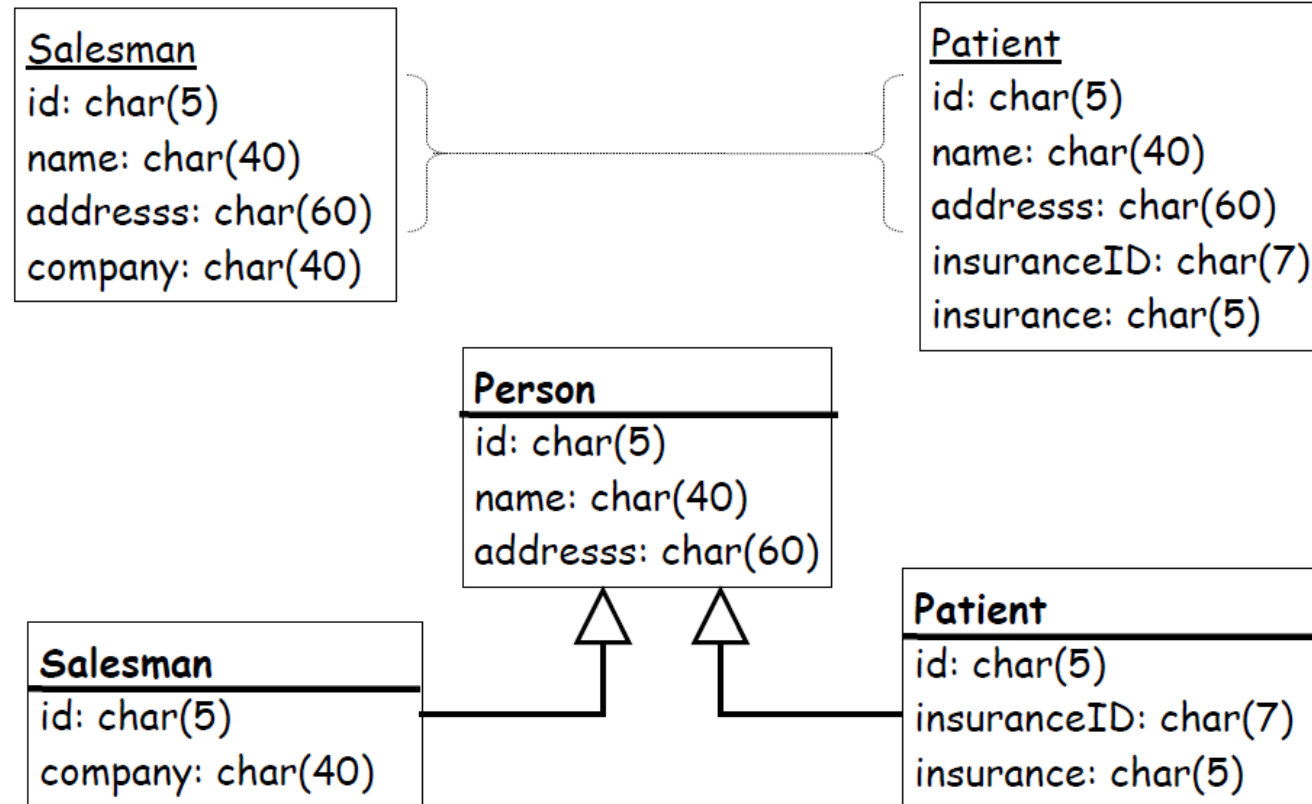 Salesman
id: char(5)
name: char(40)
addresss: char(60)
company: char(40)
Patient
id: char(5)
name: char(40)
addresss: char(60)
insuranceID: char(7)
insurance: char(5)
Person
id: char(5)
name: char(40)
addresss: char(60)
Salesman
id: char(5)
company: char(40)
Patient
id: char(5)
insuranceID: char(7)
insurance: char(5)